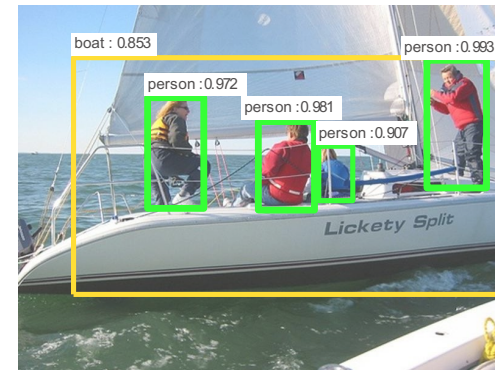 boat : 0.853
person : 0.993
person : 0.972
person : 0.981
person : 0.907
Lickety Split